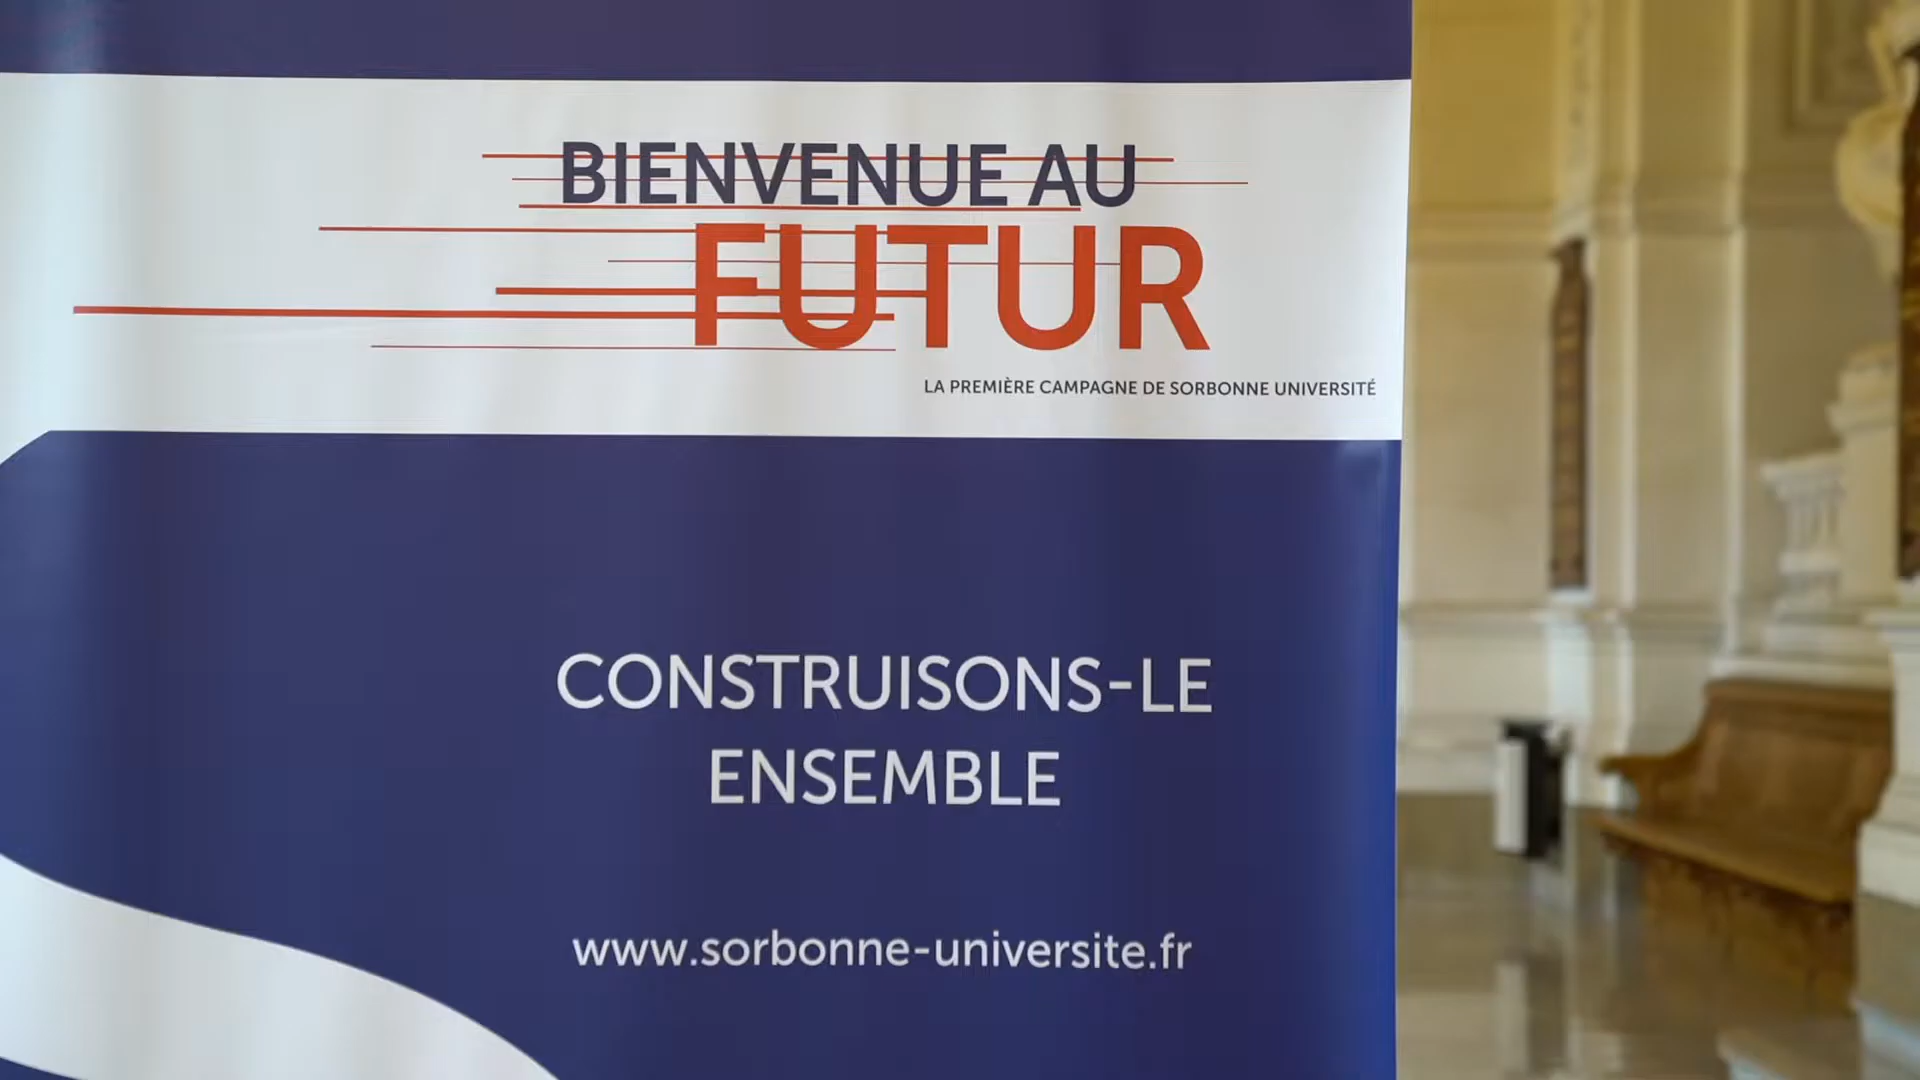 BIENVENUE AU
FUTUR
LA PREMIÈRE CAMPAGNE DE SORBONNE UNIVERSITÉ
CONSTRUISONS-LE
ENSEMBLE
www.sorbonne-universite.fr